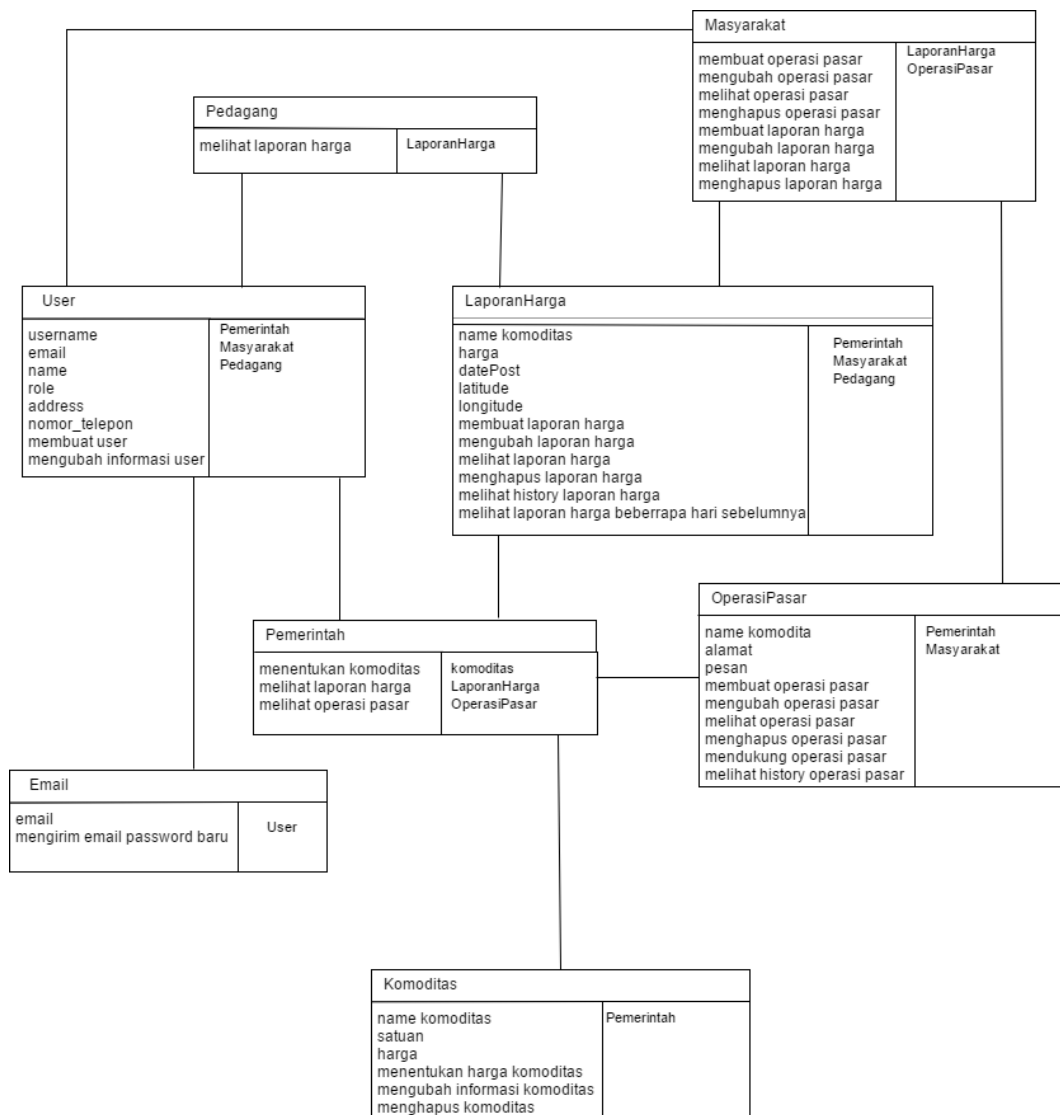 Masyarakat
membuat operasi pasar
mengubah operasi pasar
melihat operasi pasar
menghapus operasi pasar
membuat laporan harga
mengubah laporan harga
melihat laporan harga
menghapus laporan harga
LaporanHarga
OperasiPasar
Pedagang
melihat laporan harga
LaporanHarga
User
username
email
name
role
address
nomor_telepon
membuat user
mengubah informasi user
Pemerintah
Masyarakat
Pedagang
LaporanHarga
name komoditas
harga
datePost
latitude
longitude
membuat laporan harga
mengubah laporan harga
melihat laporan harga
menghapus laporan harga
melihat history laporan harga
melihat laporan harga beberrapa hari sebelumnya
Pemerintah
Masyarakat
Pedagang
OperasiPasar
name komodita
alamat
pesan
membuat operasi pasar
mengubah operasi pasar
melihat operasi pasar
menghapus operasi pasar
mendukung operasi pasar
melihat history operasi pasar
Pemerintah
Masyarakat
Pemerintah
menentukan komoditas
melihat laporan harga
melihat operasi pasar
komoditas
LaporanHarga
OperasiPasar
Email
email
mengirim email password baru
User
Komoditas
name komoditas
satuan
harga
menentukan harga komoditas
mengubah informasi komoditas
menghapus komoditas
Pemerintah